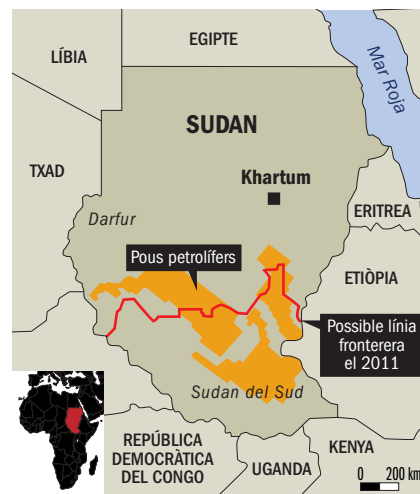 EGIPTE
LÍBIA
Mar Roja
SUDAN
TXAD
Khartum
ERITREA
Darfur
Pous petrolífers
ETIÒPIA
Possible línia
fronterera
el 2011
Sudan del Sud
REPÚBLICA
DEMOCRÀTICA
DEL CONGO
UGANDA
KENYA
0 200 km